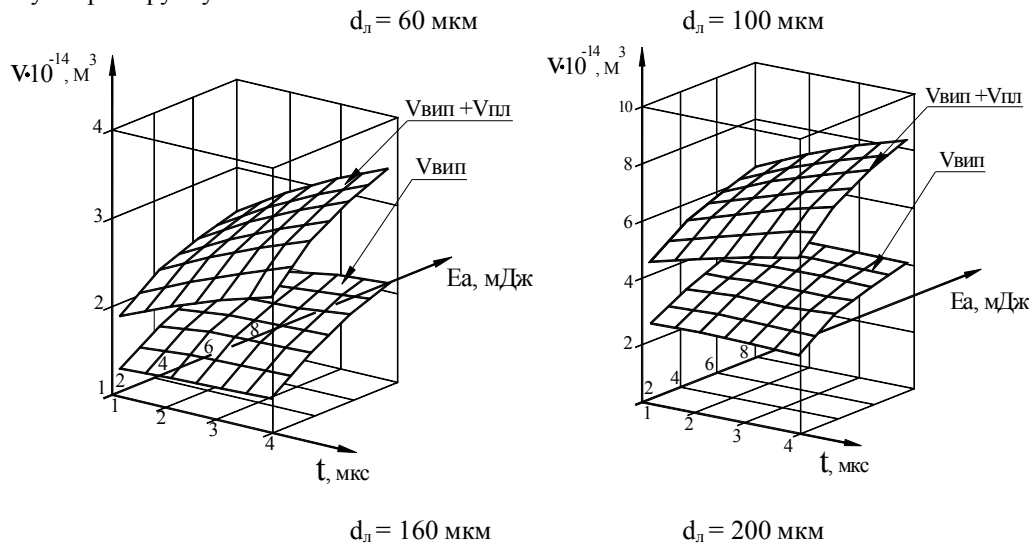 dл = 60 мкм
dл = 100 мкм
V·10⁻¹⁴, м³
4
3
2
1
Vвип +Vпл
Vвип
Еа, мДж
2
4
6
8
1
2
3
4
t, мкс
V·10⁻¹⁴, м³
10
8
6
4
2
Vвип +Vпл
Vвип
Еа, мДж
2
4
6
8
1
2
3
4
t, мкс
dл = 160 мкм
dл = 200 мкм